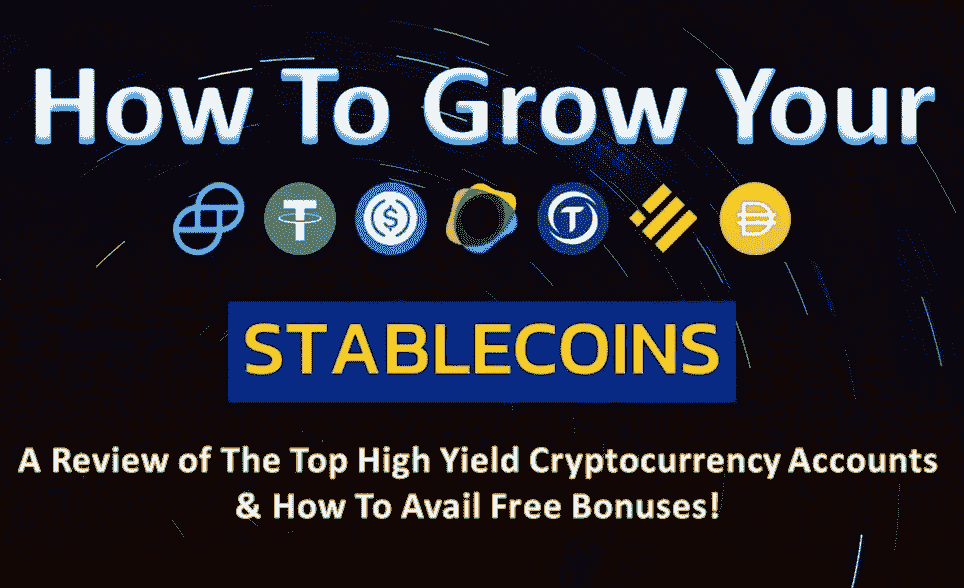 How To Grow Your
STABLECOINS
A Review of The Top High Yield Cryptocurrency Accounts
& How To Avail Free Bonuses!